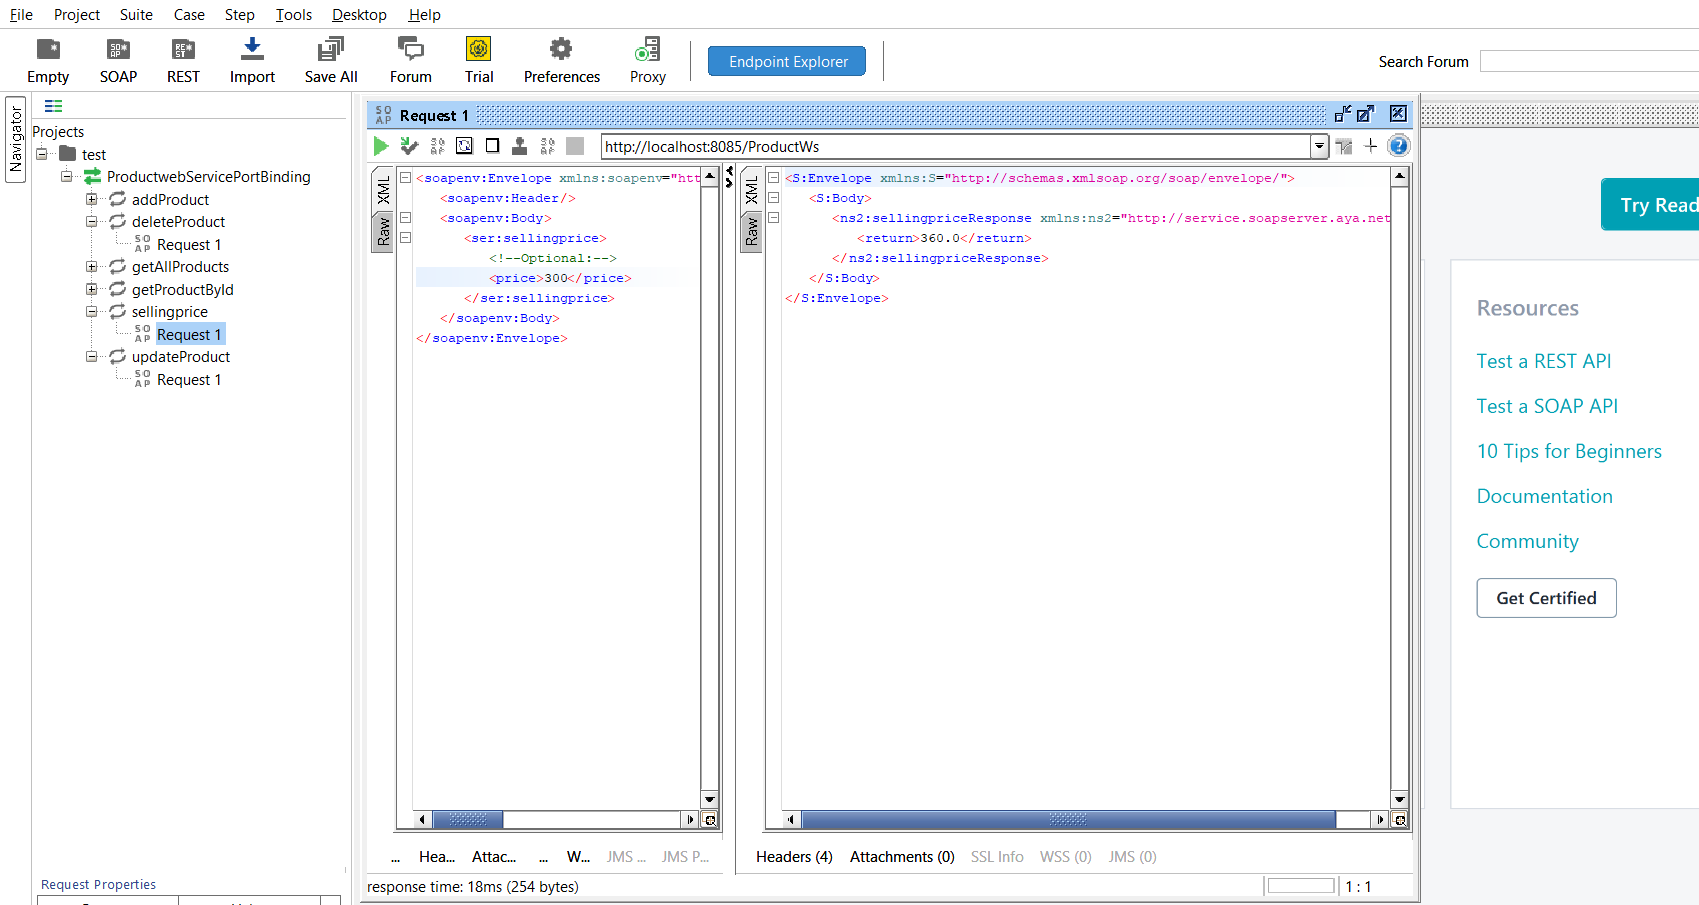 File Project Suite Case Step Tools Desktop Help
Empty SOAP REST Import Save All Forum Trial Preferences Proxy
Endpoint Explorer
Search Forum
Navigator
Projects
test
ProductwebServicePortBinding
addProduct
deleteProduct
Request 1
getAllProducts
getProductById
sellingprice
Request 1
updateProduct
Request 1
Request Properties
Request 1
http://localhost:8085/ProductWs
XML
Raw
<soapenv:Envelope xmlns:soapenv="htt
<soapenv:Header/>
<soapenv:Body>
<ser:sellingprice>
<!--Optional:-->
<price>300</price>
</ser:sellingprice>
</soapenv:Body>
</soapenv:Envelope>
XML
Raw
<S:Envelope xmlns:S="http://schemas.xmlsoap.org/soap/envelope/">
<S:Body>
<ns2:sellingpriceResponse xmlns:ns2="http://service.soapserver.aya.net
<return>360.0</return>
</ns2:sellingpriceResponse>
</S:Body>
</S:Envelope>
... Hea... Attac... ... W... JMS ... JMS P...
Headers (4) Attachments (0) SSL Info WSS (0) JMS (0)
response time: 18ms (254 bytes)
1 : 1
Try Read
Resources
Test a REST API
Test a SOAP API
10 Tips for Beginners
Documentation
Community
Get Certified